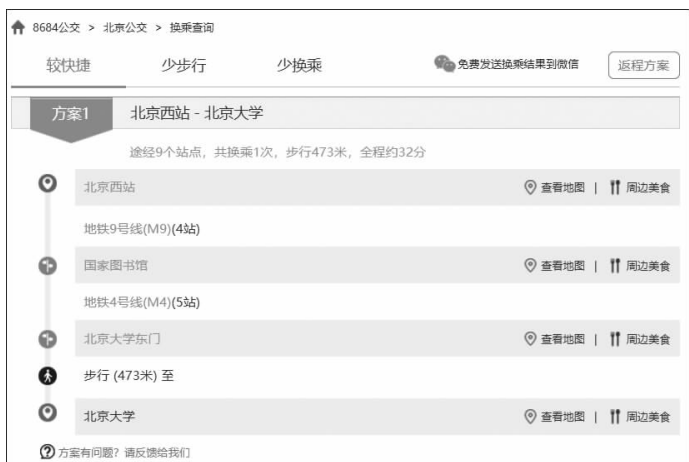 8684公交 > 北京公交 > 换乘查询
较快捷 少步行 少换乘 免费发送换乘结果到微信 返程方案
方案1 北京西站 - 北京大学
途经9个站点，共换乘1次，步行473米，全程约32分
北京西站 查看地图 | 周边美食
地铁9号线(M9)(4站)
国家图书馆 查看地图 | 周边美食
地铁4号线(M4)(5站)
北京大学东门 查看地图 | 周边美食
步行 (473米) 至
北京大学 查看地图 | 周边美食
方案有问题？请反馈给我们